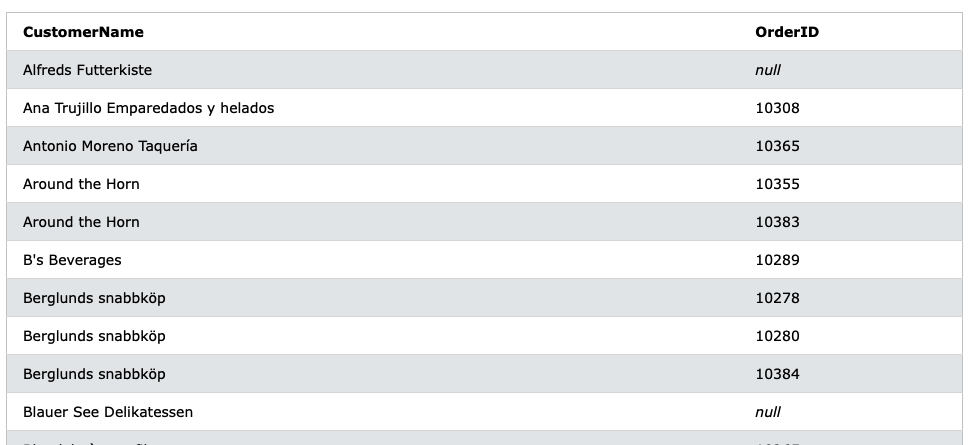 CustomerName OrderID
Alfreds Futterkiste null
Ana Trujillo Emparedados y helados 10308
Antonio Moreno Taquería 10365
Around the Horn 10355
Around the Horn 10383
B's Beverages 10289
Berglunds snabbköp 10278
Berglunds snabbköp 10280
Berglunds snabbköp 10384
Blauer See Delikatessen null